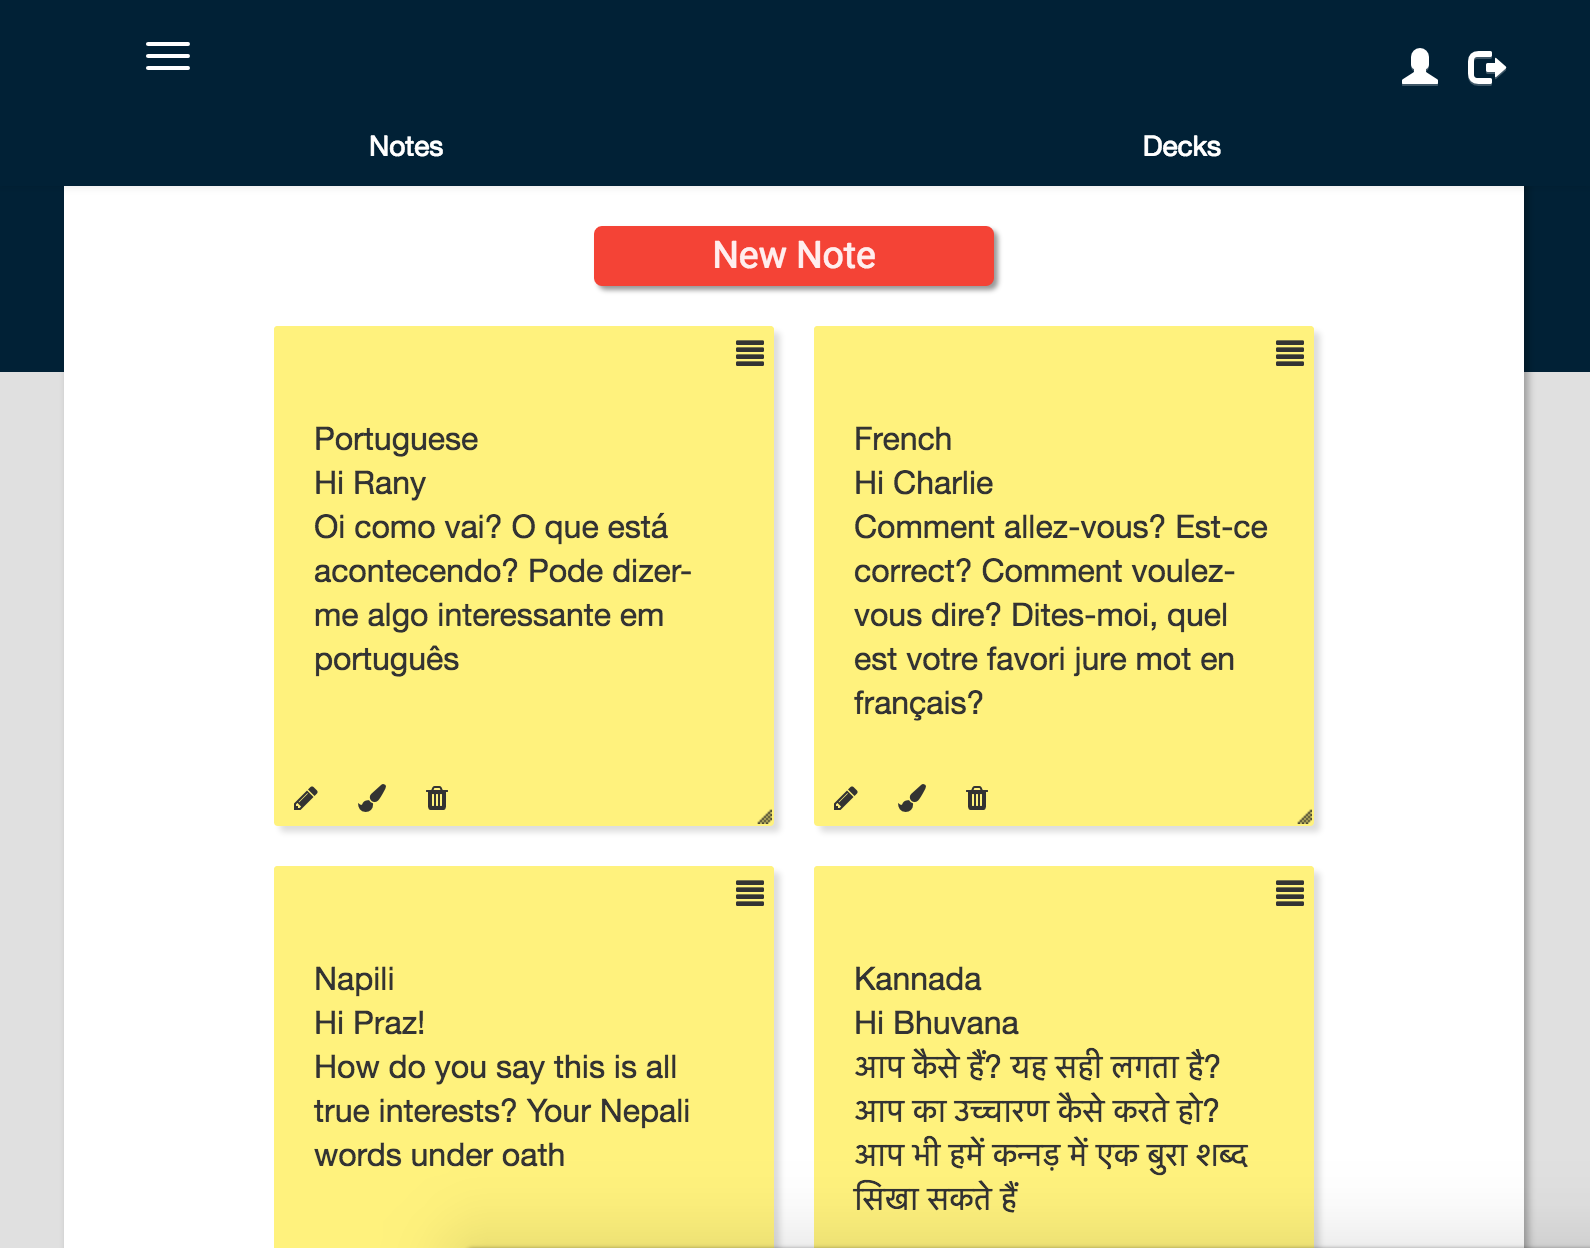 Notes
Decks
New Note
Portuguese
Hi Rany
Oi como vai? O que está
acontecendo? Pode dizer-
me algo interessante em
português
French
Hi Charlie
Comment allez-vous? Est-ce
correct? Comment voulez-
vous dire? Dites-moi, quel
est votre favori jure mot en
français?
Napili
Hi Praz!
How do you say this is all
true interests? Your Nepali
words under oath
Kannada
Hi Bhuvana
आप कैसे हैं? यह सही लगता है?
आप का उच्चारण कैसे करते हो?
आप भी हमें कन्नड़ में एक बुरा शब्द
सिखा सकते हैं